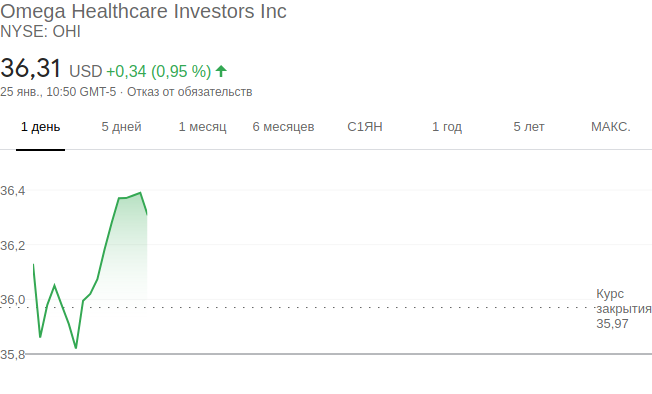 Omega Healthcare Investors Inc
NYSE: OHI
36,31 USD +0,34 (0,95 %)
25 янв., 10:50 GMT-5 · Отказ от обязательств
1 день 5 дней 1 месяц 6 месяцев С1ЯН 1 год 5 лет МАКС.
36,4
36,2
36,0
35,8
Курс
закрытия
35,97